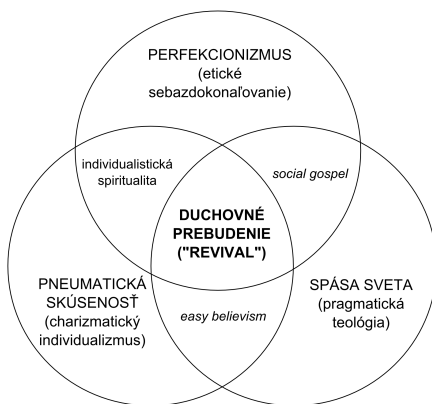 PERFEKCIONIZMUS
(etické
sebazdokonaľovanie)
individualistická
spiritualita
social gospel
DUCHOVNÉ
PREBUDENIE
("REVIVAL")
PNEUMATICKÁ
SKÚSENOSŤ
(charizmatický
individualizmus)
easy believism
SPÁSA SVETA
(pragmatická
teológia)